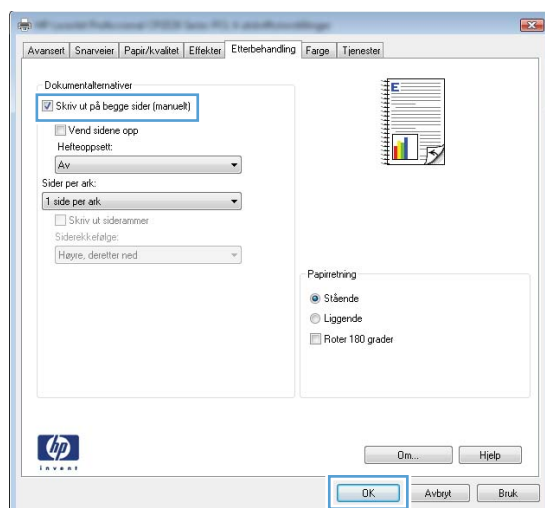 Avansert Snarveier Papir/kvalitet Effekter Etterbehandling Farge Tjenester
Dokumentalternativer
Skriv ut på begge sider (manuelt)
Vend sidene opp
Hefteoppsett:
Av
Sider per ark:
1 side per ark
Skriv ut siderammer
Siderekkefølge:
Høyre, deretter ned
E
Papirretning
Stående
Liggende
Roter 180 grader
hp
invent
Om... Hjelp
OK Avbryt Bruk